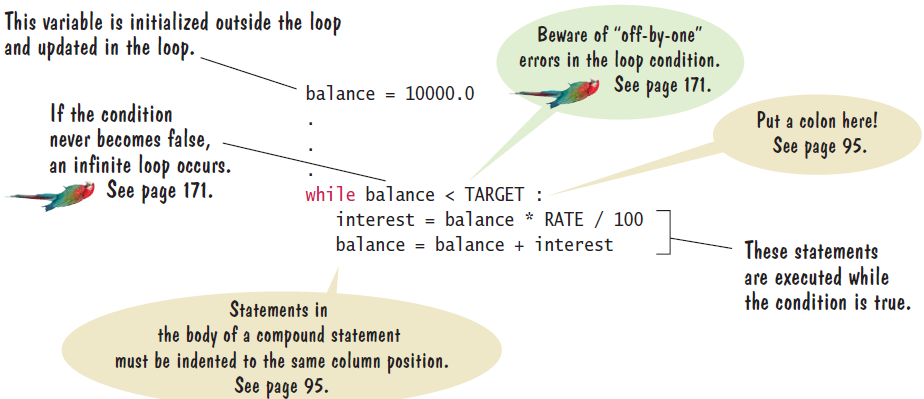 This variable is initialized outside the loop
and updated in the loop.
Beware of “off-by-one”
errors in the loop condition.
See page 171.
balance = 10000.0
.
.
.
If the condition
never becomes false,
an infinite loop occurs.
See page 171.
Put a colon here!
See page 95.
while balance < TARGET :
interest = balance * RATE / 100
balance = balance + interest
These statements
are executed while
the condition is true.
Statements in
the body of a compound statement
must be indented to the same column position.
See page 95.